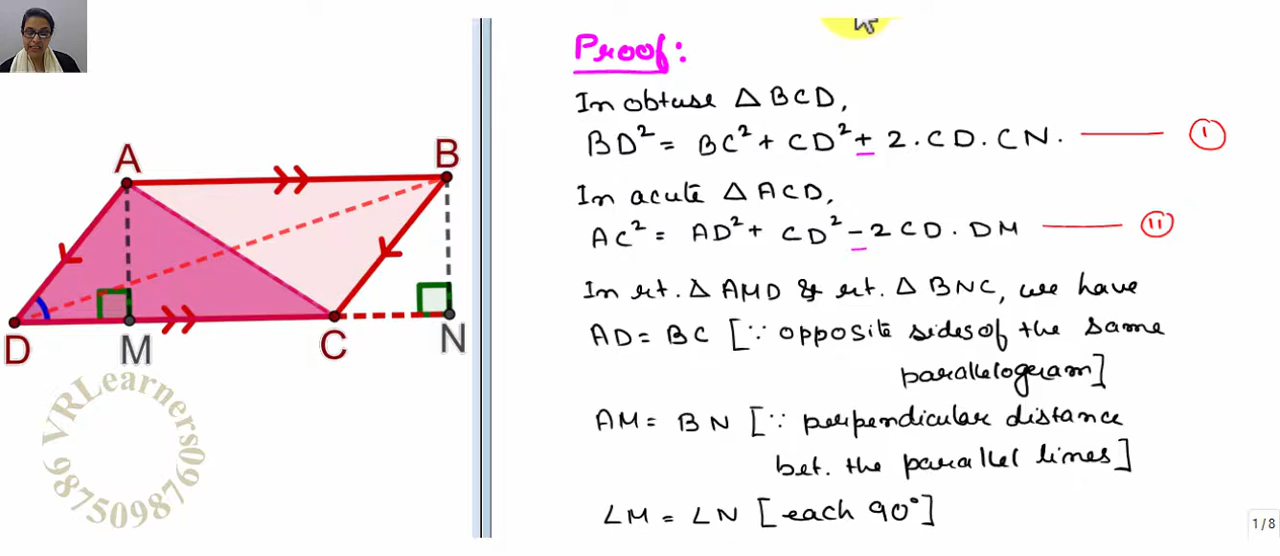 Proof:
In obtuse △ BCD,
BD² = BC² + CD² + 2.CD.CN. —— (I)
In acute △ ACD,
AC² = AD² + CD² - 2CD.DM —— (II)
In rt. △ AMD & rt. △ BNC, we have
AD = BC [∵ opposite sides of the same
parallelogram]
AM = BN [∵ perpendicular distance
bet. the parallel lines]
∠M = ∠N [each 90°]
A
B
D
M
C
N
VRLearners0987509876
1/8